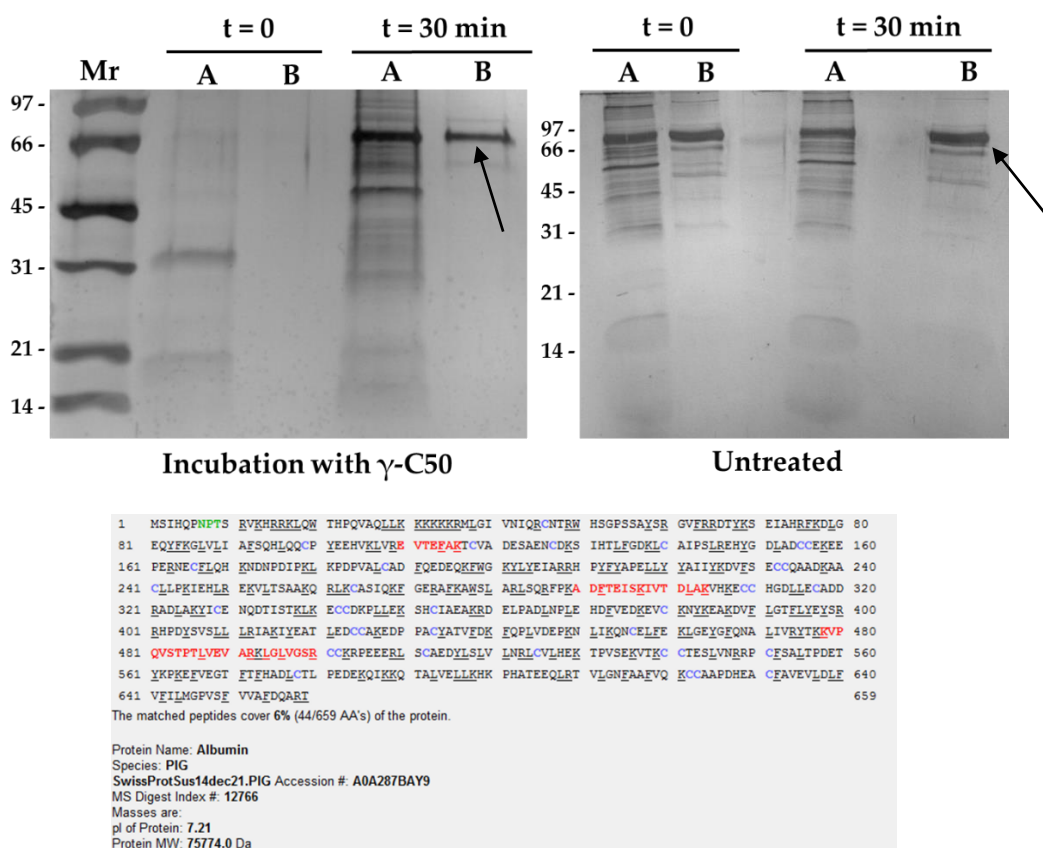 t = 0 t = 30 min t = 0 t = 30 min
Mr A B A B A B A B
97 -
66 -
45 -
31 -
21 -
14 -
97 -
66 -
45 -
31 -
21 -
14 -
Incubation with γ-C50 Untreated
1 MSIHQPNPTS RVKHRRKLQW THPQVAQLLK KKKKKRMLGI VNIQRCNTRW HSGPSSAYSR GVFRRDTYKS EIAHRFKDLG 80
81 EQYFKGLVLI AFSQHLQQCP YEEHVKLVRE VTEFAKTCVA DESAENCDKS IHTLFGDKLC AIPSLREHYG DLADCCEKEE 160
161 PERNECFLQH KNDNPDIPKL KPDPVALCAD FQEDEQKFWG KYLYEIARRH PYFYAPELLY YAIIYKDVFS ECCQAADKAA 240
241 CLLPKIEHLR EKVLTSAAKQ RLKCASIQKF GERAFKAWSL ARLSQRFPKA DFTEISKIVT DLAKVHKECC HGDLLECADD 320
321 RADLAKYICE NQDTISTKLK ECCDKPLLEK SHCIAEAKRD ELPADLNPLE HDFVEDKEVC KNYKEAKDVF LGTFLYEYSR 400
401 RHPDYSVSLL LRIAKIYEAT LEDCCAKEDP PACYATVFDK FQPLVDEPKN LIKQNCELFE KLGEYGFQNA LIVRYTKKVP 480
481 QVSTPTLVEV ARKLGLVGSR CCKRPEEERL SCAEDYLSLV LNRLCVLHEK TPVSEKVTKC CTESLVNRRP CFSALTPDET 560
561 YKPKEFVEGT FTFHADLCTL PEDEKQIKKQ TALVELLKHK PHATEEQLRT VLGNFAAFVQ KCCAAPDHEA CFAVEVLDLF 640
641 VFILMGPVSF VVAFDQART 659
The matched peptides cover 6% (44/659 AA's) of the protein.
Protein Name: Albumin
Species: PIG
SwissProtSus14dec21.PIG Accession #: A0A287BAY9
MS Digest Index #: 12766
Masses are:
pI of Protein: 7.21
Protein MW: 75774.0 Da